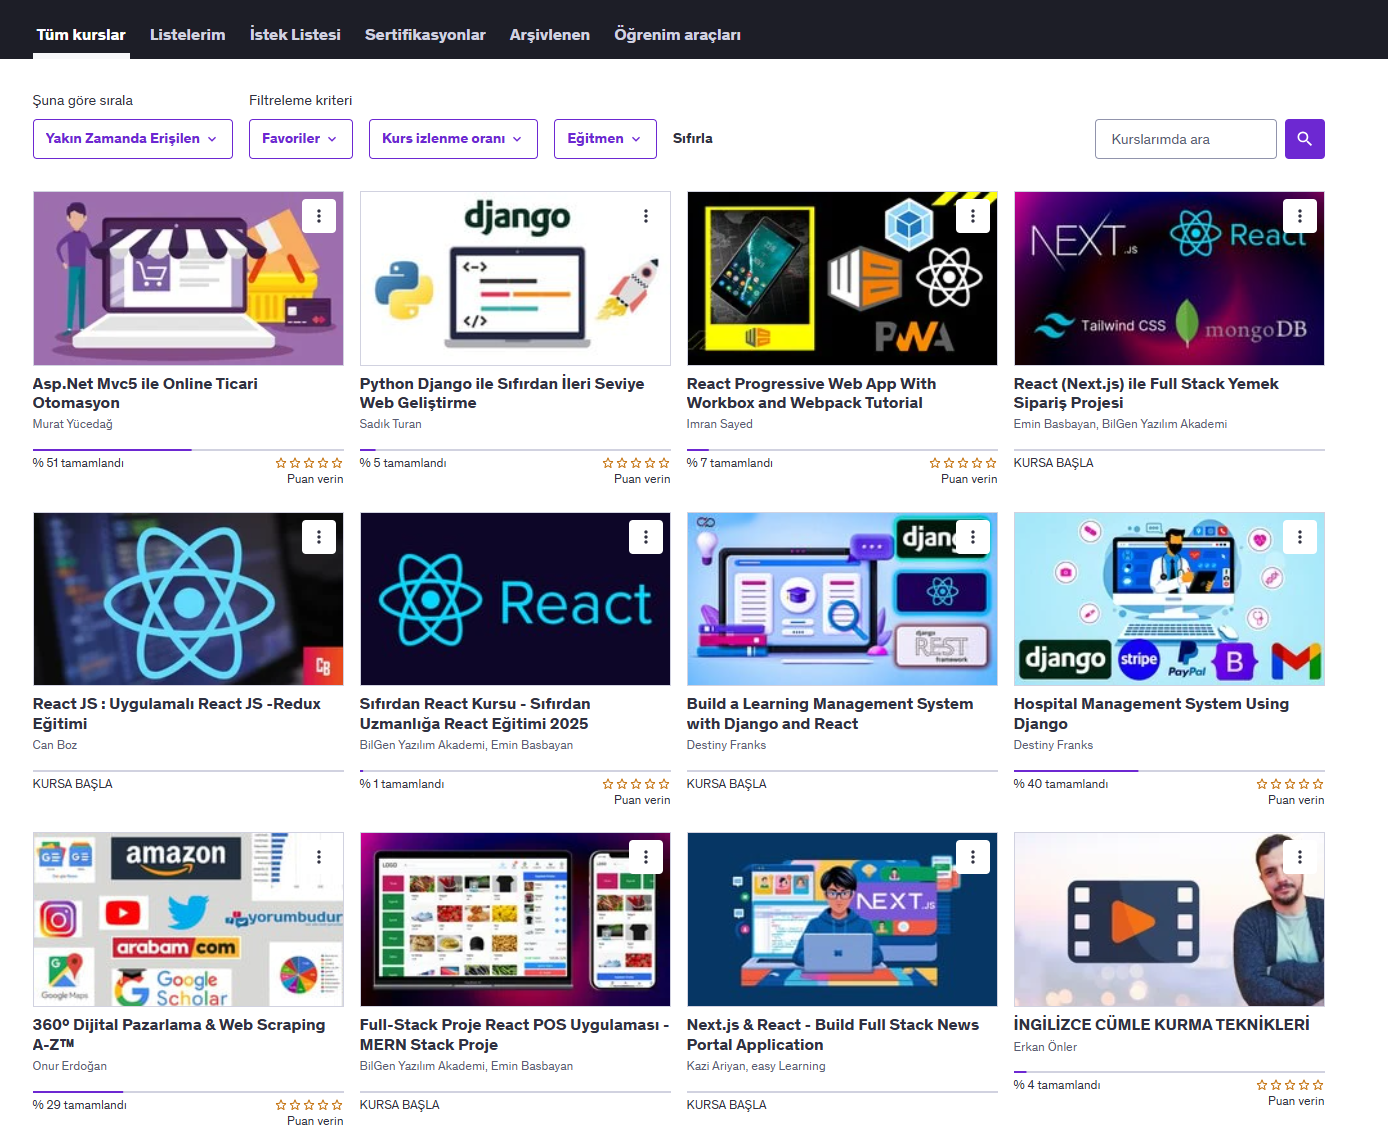 Tüm kurslar
Listelerim
İstek Listesi
Sertifikasyonlar
Arşivlenen
Öğrenim araçları
Şuna göre sırala
Filtreleme kriteri
Yakın Zamanda Erişilen
Favoriler
Kurs izlenme oranı
Eğitmen
Sıfırla
Kurslarımda ara
django
PWA
NEXT.JS
React
Tailwind CSS
mongoDB
Asp.Net Mvc5 ile Online Ticari
Otomasyon
Murat Yücedağ
% 51 tamamlandı
Puan verin
Python Django ile Sıfırdan İleri Seviye
Web Geliştirme
Sadık Turan
% 5 tamamlandı
Puan verin
React Progressive Web App With
Workbox and Webpack Tutorial
Imran Sayed
% 7 tamamlandı
Puan verin
React (Next.js) ile Full Stack Yemek
Sipariş Projesi
Emin Basbayan, BilGen Yazılım Akademi
KURSA BAŞLA
CB
React
djan
django
REST
framework
django
stripe
PayPal
B
React JS : Uygulamalı React JS -Redux
Eğitimi
Can Boz
KURSA BAŞLA
Sıfırdan React Kursu - Sıfırdan
Uzmanlığa React Eğitimi 2025
BilGen Yazılım Akademi, Emin Basbayan
% 1 tamamlandı
Puan verin
Build a Learning Management System
with Django and React
Destiny Franks
KURSA BAŞLA
Hospital Management System Using
Django
Destiny Franks
% 40 tamamlandı
Puan verin
amazon
yorumbudur
arabam.com
Google Maps
Google
Scholar
LOGO
LOGO
NEXT.JS
360º Dijital Pazarlama & Web Scraping
A-Z™
Onur Erdoğan
% 29 tamamlandı
Puan verin
Full-Stack Proje React POS Uygulaması -
MERN Stack Proje
BilGen Yazılım Akademi, Emin Basbayan
KURSA BAŞLA
Next.js & React - Build Full Stack News
Portal Application
Kazi Ariyan, easy Learning
KURSA BAŞLA
İNGİLİZCE CÜMLE KURMA TEKNİKLERİ
Erkan Önler
% 4 tamamlandı
Puan verin